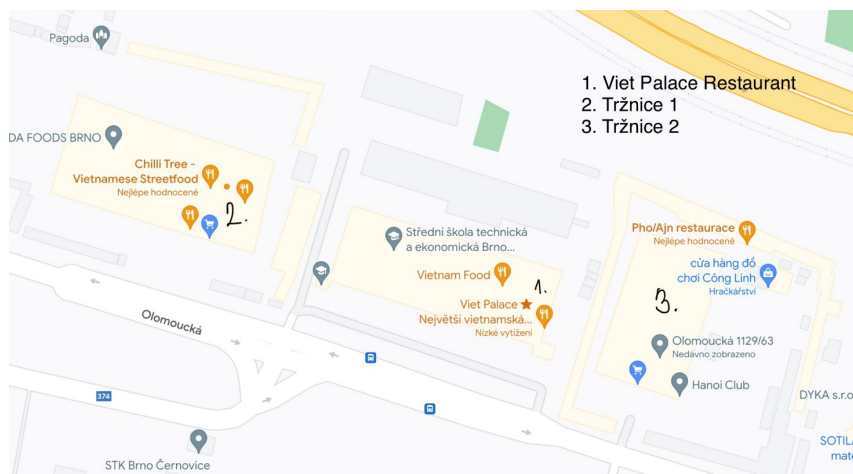 Pagoda
1. Viet Palace Restaurant
2. Tržnice 1
3. Tržnice 2
DA FOODS BRNO
Chilli Tree -
Vietnamese Streetfood
Nejlépe hodnocené
2.
Střední škola technická
a ekonomická Brno...
Vietnam Food
1.
Viet Palace
Největší vietnamská...
Nízké vytížení
Pho/Ajn restaurace
Nejlépe hodnocené
cửa hàng đồ
chơi Công Linh
Hračkářství
3.
Olomoucká 1129/63
Nedávno zobrazeno
Hanoi Club
DYKA s.r.o
SOTILA
mate
Olomoucká
374
STK Brno Černovice